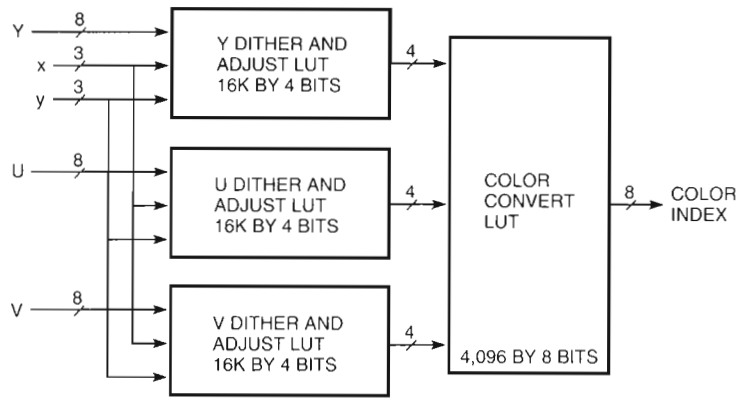 Y 8
x 3
y 3
Y DITHER AND
ADJUST LUT
16K BY 4 BITS
4
U 8
U DITHER AND
ADJUST LUT
16K BY 4 BITS
4
V 8
V DITHER AND
ADJUST LUT
16K BY 4 BITS
4
COLOR
CONVERT
LUT
4,096 BY 8 BITS
8
COLOR
INDEX